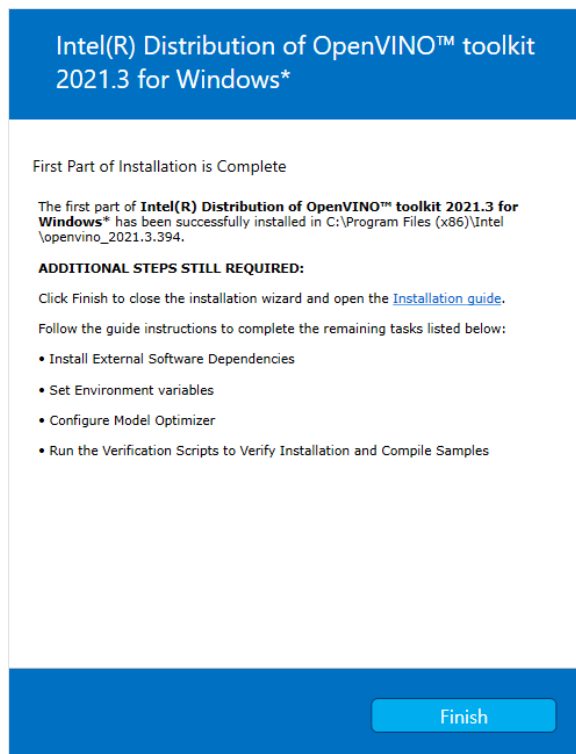 Intel(R) Distribution of OpenVINO™ toolkit
2021.3 for Windows*
First Part of Installation is Complete
The first part of Intel(R) Distribution of OpenVINO™ toolkit 2021.3 for
Windows* has been successfully installed in C:\Program Files (x86)\Intel
\openvino_2021.3.394.
ADDITIONAL STEPS STILL REQUIRED:
Click Finish to close the installation wizard and open the Installation guide.
Follow the guide instructions to complete the remaining tasks listed below:
• Install External Software Dependencies
• Set Environment variables
• Configure Model Optimizer
• Run the Verification Scripts to Verify Installation and Compile Samples
Finish